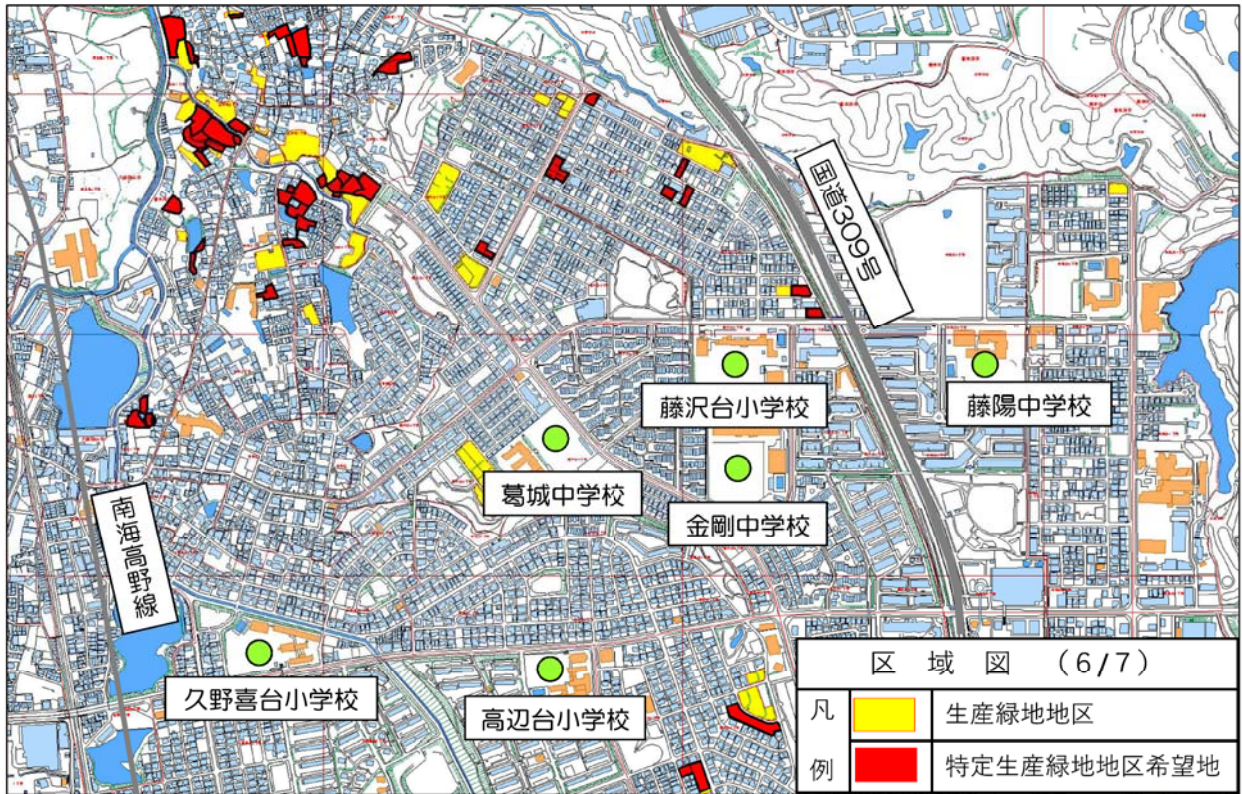 国道309号
藤沢台小学校
藤陽中学校
葛城中学校
金剛中学校
南海高野線
久野喜台小学校
高辺台小学校
区域図 (6/7)
凡例
生産緑地地区
特定生産緑地地区希望地